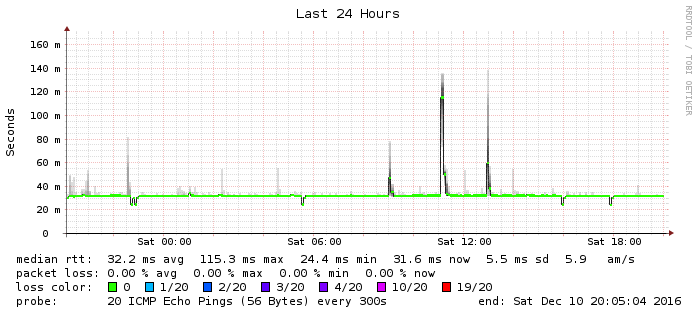 Last 24 Hours
RRDTOOL / TOBI OETIKER
Seconds
160 m
140 m
120 m
100 m
80 m
60 m
40 m
20 m
0
Sat 00:00 Sat 06:00 Sat 12:00 Sat 18:00
median rtt: 32.2 ms avg 115.3 ms max 24.4 ms min 31.6 ms now 5.5 ms sd 5.9 am/s
packet loss: 0.00 % avg 0.00 % max 0.00 % min 0.00 % now
loss color: 0 1/20 2/20 3/20 4/20 10/20 19/20
probe: 20 ICMP Echo Pings (56 Bytes) every 300s end: Sat Dec 10 20:05:04 2016